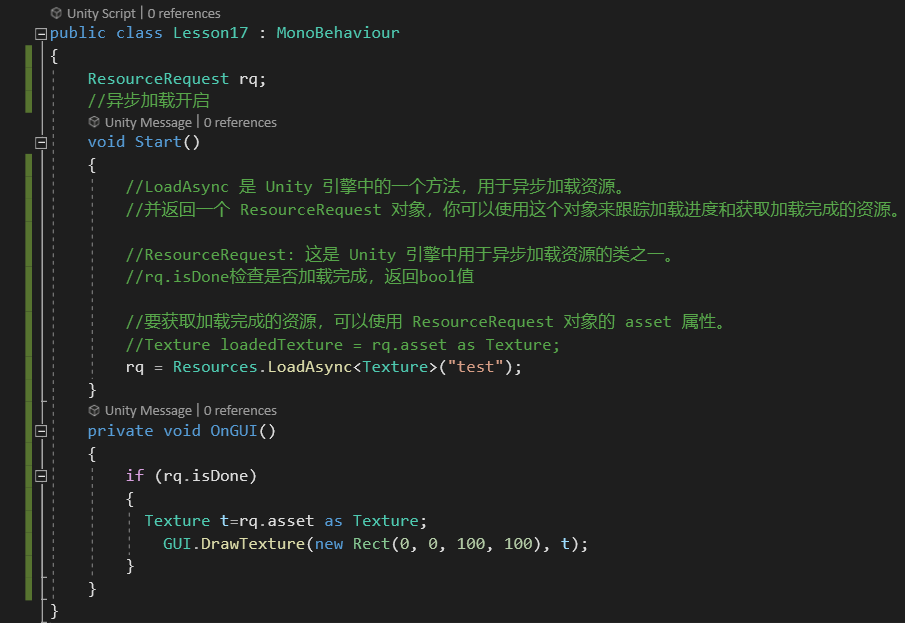 Unity Script | 0 references
public class Lesson17 : MonoBehaviour
{
ResourceRequest rq;
//异步加载开启
Unity Message | 0 references
void Start()
{
//LoadAsync 是 Unity 引擎中的一个方法，用于异步加载资源。
//并返回一个 ResourceRequest 对象，你可以使用这个对象来跟踪加载进度和获取加载完成的资源。
//ResourceRequest: 这是 Unity 引擎中用于异步加载资源的类之一。
//rq.isDone检查是否加载完成，返回bool值
//要获取加载完成的资源，可以使用 ResourceRequest 对象的 asset 属性。
//Texture loadedTexture = rq.asset as Texture;
rq = Resources.LoadAsync<Texture>("test");
}
Unity Message | 0 references
private void OnGUI()
{
if (rq.isDone)
{
Texture t=rq.asset as Texture;
GUI.DrawTexture(new Rect(0, 0, 100, 100), t);
}
}
}